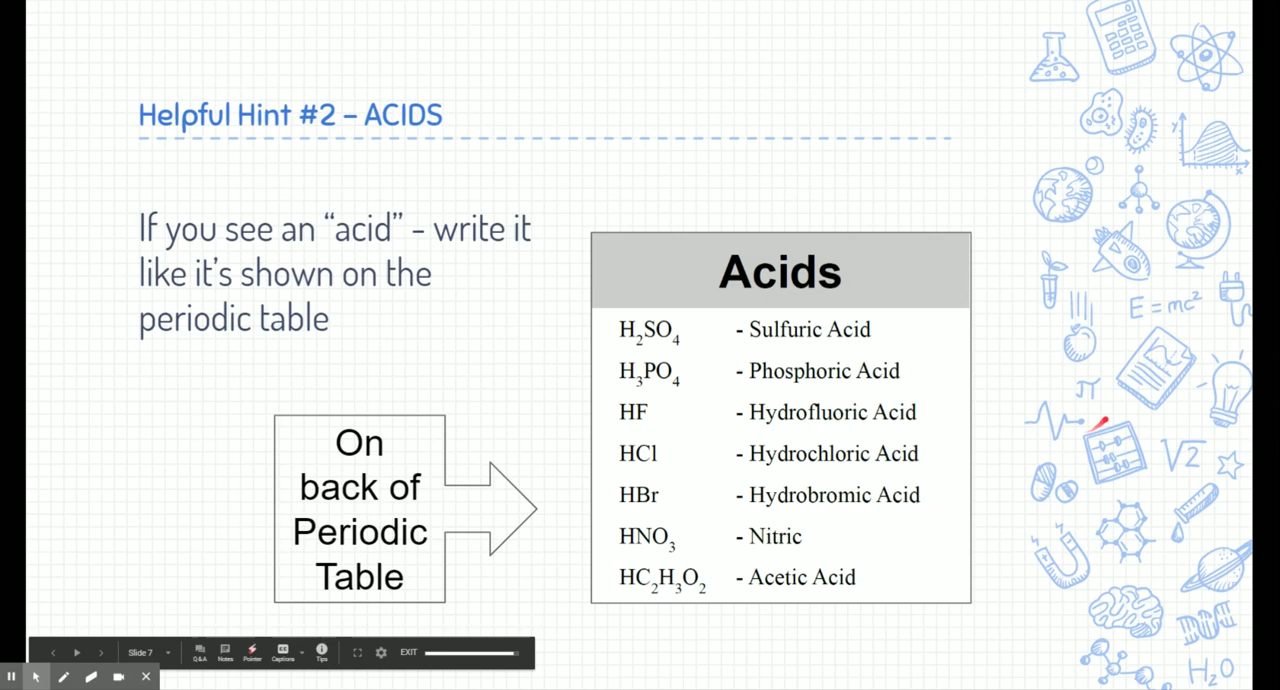 Helpful Hint #2 – ACIDS
If you see an “acid” - write it
like it’s shown on the
periodic table
On
back of
Periodic
Table
Acids
H₂SO₄ - Sulfuric Acid
H₃PO₄ - Phosphoric Acid
HF - Hydrofluoric Acid
HCl - Hydrochloric Acid
HBr - Hydrobromic Acid
HNO₃ - Nitric
HC₂H₃O₂ - Acetic Acid
y
x
E=mc²
π
√2
H₂O
Slide 7
Q&A
Notes
Pointer
Captions
Tips
EXIT